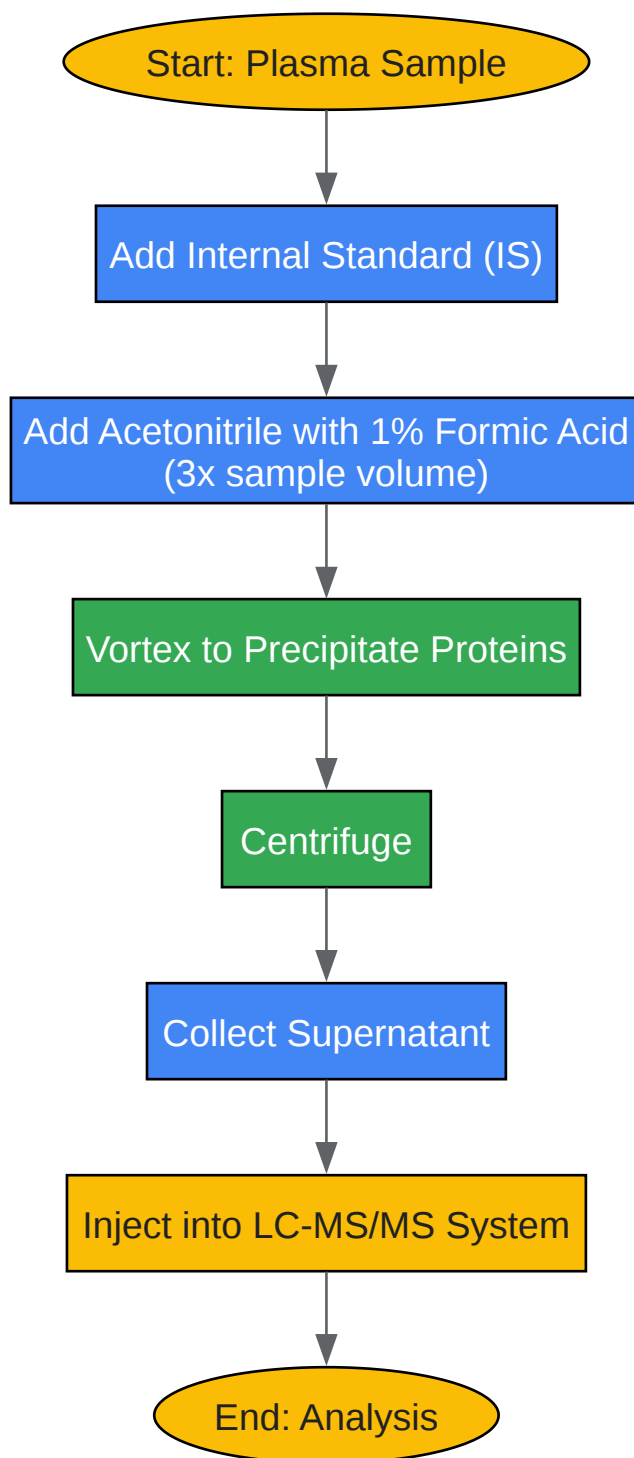 Start: Plasma Sample
Add Internal Standard (IS)
Add Acetonitrile with 1% Formic Acid
(3x sample volume)
Vortex to Precipitate Proteins
Centrifuge
Collect Supernatant
Inject into LC-MS/MS System
End: Analysis